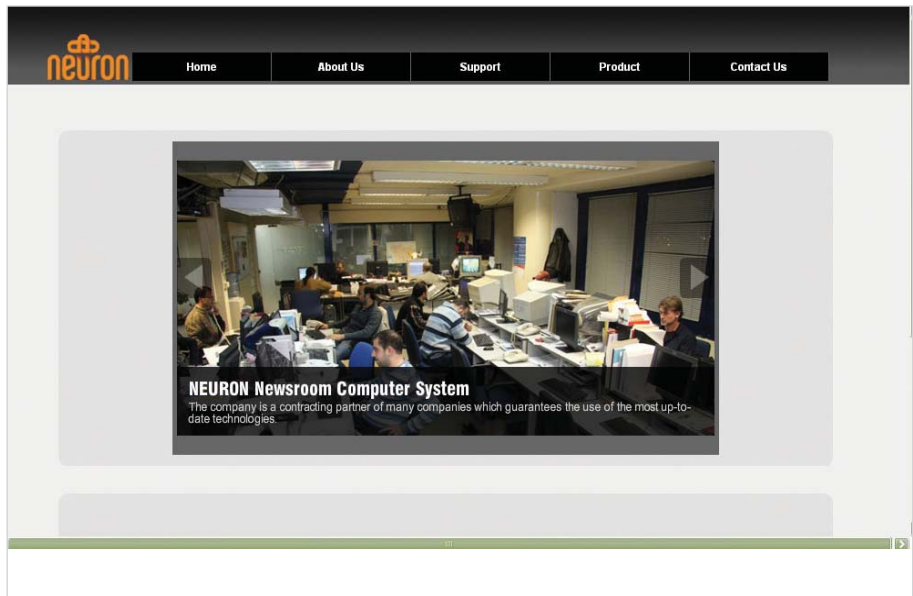 neuron
Home About Us Support Product Contact Us
NEURON Newsroom Computer System
The company is a contracting partner of many companies which guarantees the use of the most up-to-
date technologies.